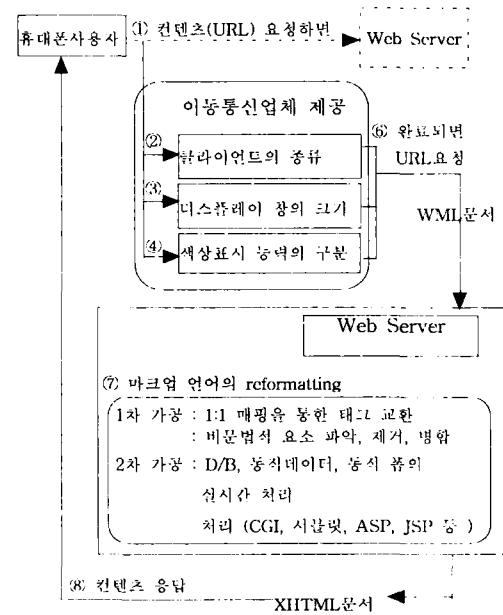 ① 컨텐츠(URL) 요청하면
휴대폰사용자
Web Server
이동통신업체 제공
② 클라이언트의 종류
③ 디스플레이 창의 크기
④ 색상표시 능력의 구분
⑥ 완료되면
URL요청
WML문서
Web Server
⑦ 마크업 언어의 reformatting
1차 가공 : 1:1 매핑을 통한 태그 교환
: 비문법적 요소 파악, 제거, 병합
2차 가공 : D/B, 동적데이터, 동적 폼의
실시간 처리
처리 (CGI, 서블릿, ASP, JSP 등 )
⑧ 컨텐츠 응답
XHTML문서